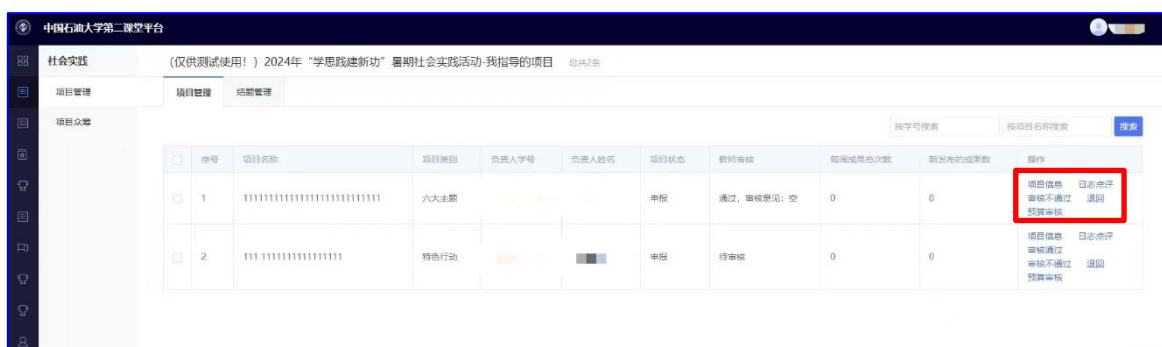 中国石油大学第二课堂平台
社会实践
(仅供测试使用！) 2024年“学思践建新功”暑期社会实践活动-我指导的项目 总共2条
项目管理
项目众筹
项目管理 结题管理
按学号搜索 按项目名称搜索 搜索
序号 项目名称 项目类别 负责人学号 负责人姓名 项目状态 教师审核 每周成果总次数 新发布的成果数 操作
1 1111111111111111111111111111 六大主题 申报 通过，审核意见：空 0 0 项目信息 日志点评
审核不通过 退回
预算审核
2 111 1111111111111111 特色行动 申报 待审核 0 0 项目信息 日志点评
审核通过
审核不通过 退回
预算审核